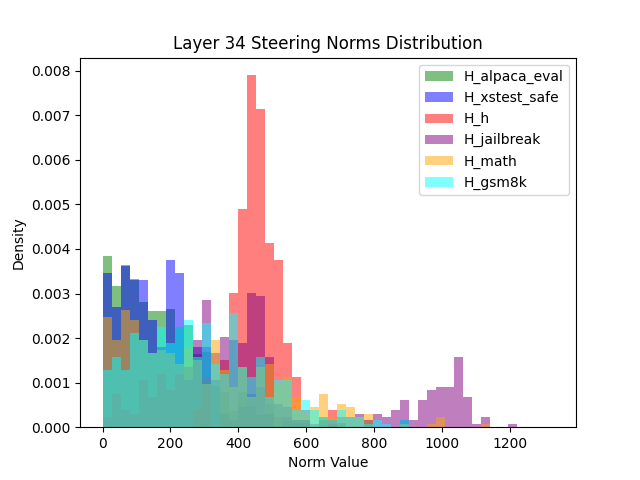 Layer 34 Steering Norms Distribution
0.008
0.007
0.006
0.005
0.004
0.003
0.002
0.001
0.000
Density
H_alpaca_eval
H_xstest_safe
H_h
H_jailbreak
H_math
H_gsm8k
0 200 400 600 800 1000 1200
Norm Value